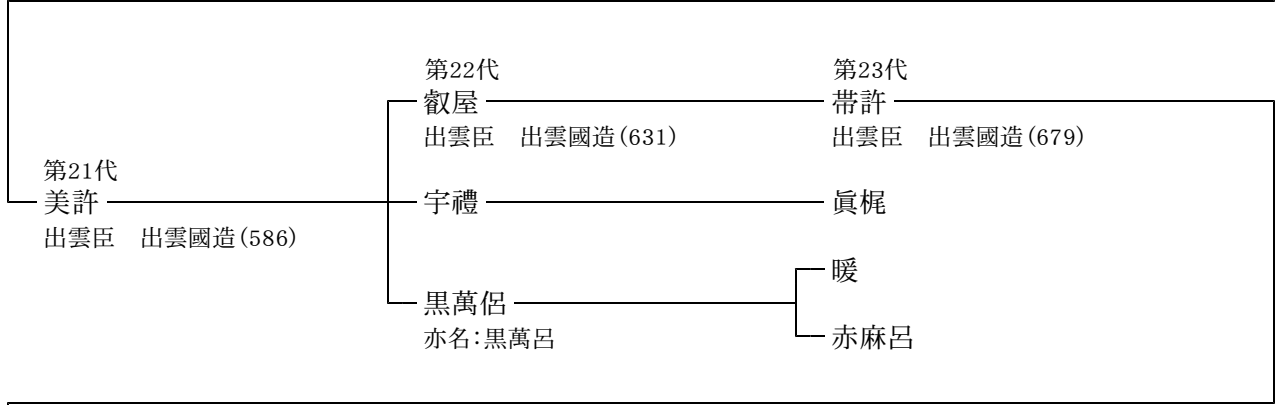 第22代
叡屋
出雲臣　出雲國造(631)
第23代
帯許
出雲臣　出雲國造(679)
第21代
美許
出雲臣　出雲國造(586)
宇禮
眞梶
黒萬侶
亦名：黒萬呂
暖
赤麻呂